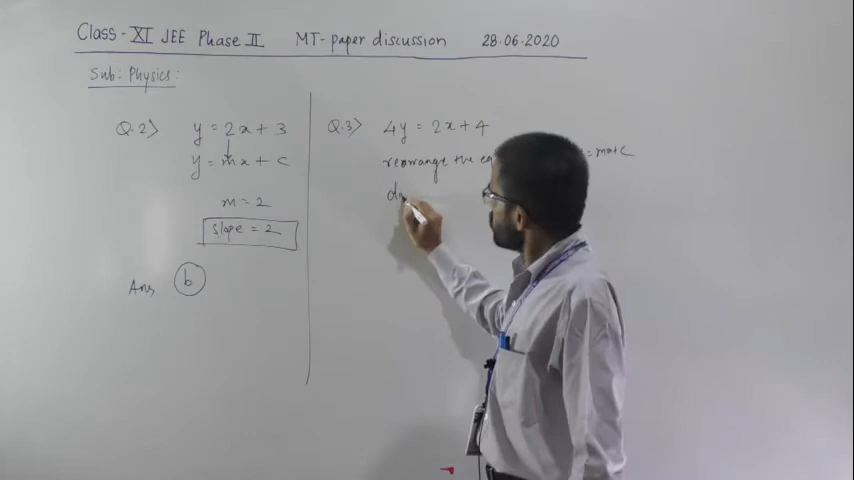 Class - XI JEE Phase II MT-paper discussion 28.06.2020
Sub: Physics:
Q.2> y = 2x + 3
y = mx + c
m = 2
slope = 2
Ans b
Q.3> 4y = 2x + 4
rearrange the = mx+c